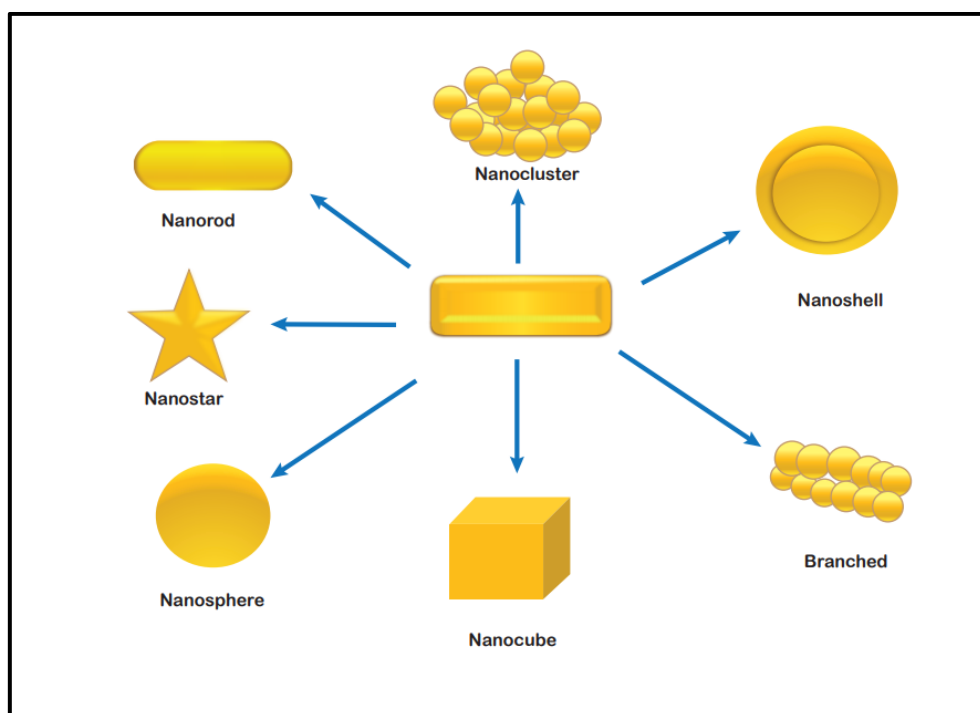 Nanocluster
Nanorod
Nanoshell
Nanostar
Branched
Nanosphere
Nanocube